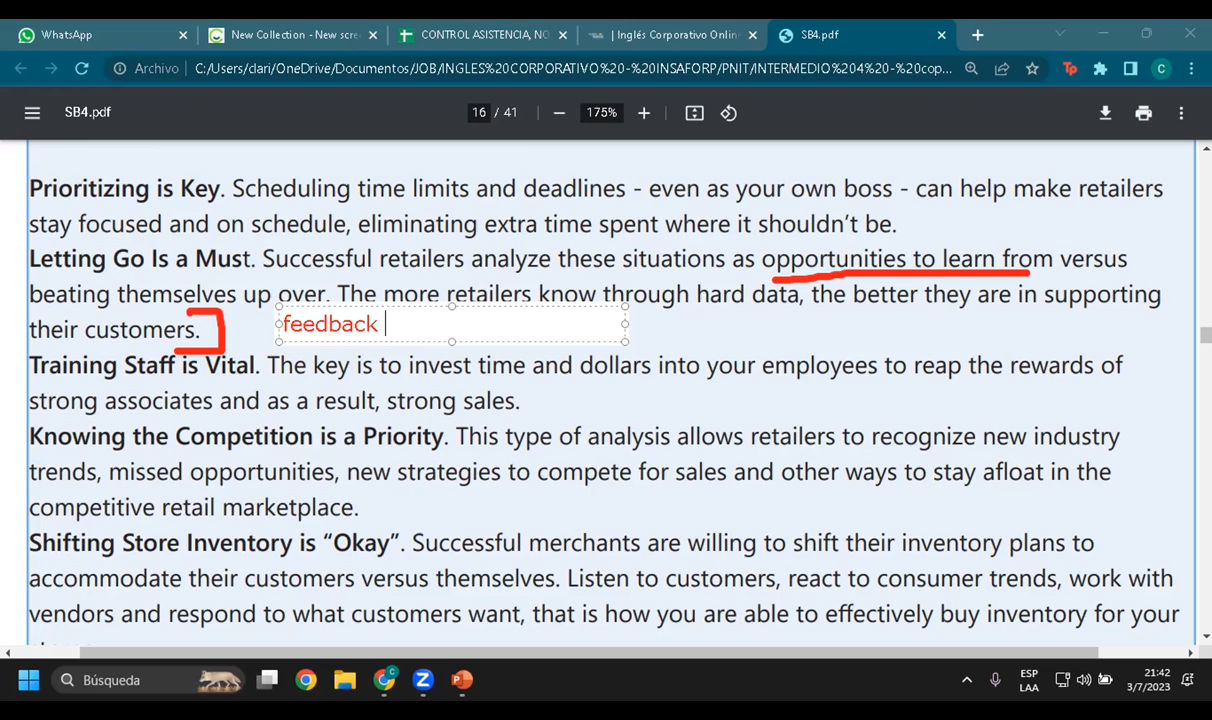 WhatsApp
New Collection - New scre
CONTROL ASISTENCIA, NO
| Inglés Corporativo Onlin
SB4.pdf
Archivo
C:/Users/clari/OneDrive/Documentos/JOB/INGLES%20CORPORATIVO%20-%20INSAFORP/PNIT/INTERMEDIO%204%20-%20cop...
Tp
C
SB4.pdf
16 / 41
175%
Prioritizing is Key. Scheduling time limits and deadlines - even as your own boss - can help make retailers
stay focused and on schedule, eliminating extra time spent where it shouldn't be.
Letting Go Is a Must. Successful retailers analyze these situations as opportunities to learn from versus
beating themselves up over. The more retailers know through hard data, the better they are in supporting
their customers.
feedback
Training Staff is Vital. The key is to invest time and dollars into your employees to reap the rewards of
strong associates and as a result, strong sales.
Knowing the Competition is a Priority. This type of analysis allows retailers to recognize new industry
trends, missed opportunities, new strategies to compete for sales and other ways to stay afloat in the
competitive retail marketplace.
Shifting Store Inventory is “Okay”. Successful merchants are willing to shift their inventory plans to
accommodate their customers versus themselves. Listen to customers, react to consumer trends, work with
vendors and respond to what customers want, that is how you are able to effectively buy inventory for your
Búsqueda
ESP
LAA
21:42
3/7/2023